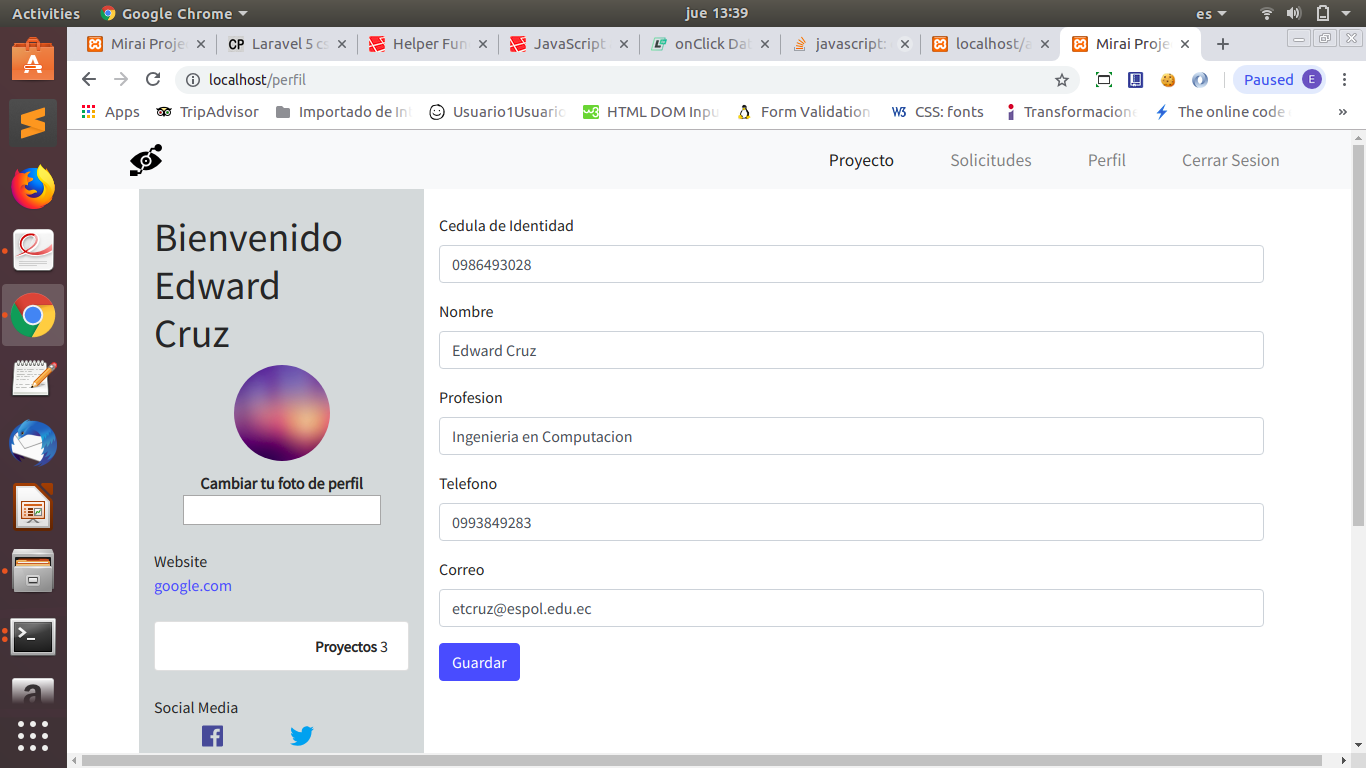 Activities
Google Chrome
jue 13:39
es
Mirai Proje
Laravel 5 cs
Helper Fun
JavaScript
onClick Dat
javascript:
localhost/a
Mirai Proje
localhost/perfil
Paused
E
Apps
TripAdvisor
Importado de In
Usuario1Usuario
HTML DOM Inpu
Form Validation
CSS: fonts
Transformacione
The online code
»
Proyecto
Solicitudes
Perfil
Cerrar Sesion
Bienvenido
Edward
Cruz
Cambiar tu foto de perfil
Website
google.com
Proyectos 3
Social Media
Cedula de Identidad
0986493028
Nombre
Edward Cruz
Profesion
Ingenieria en Computacion
Telefono
0993849283
Correo
etcruz@espol.edu.ec
Guardar